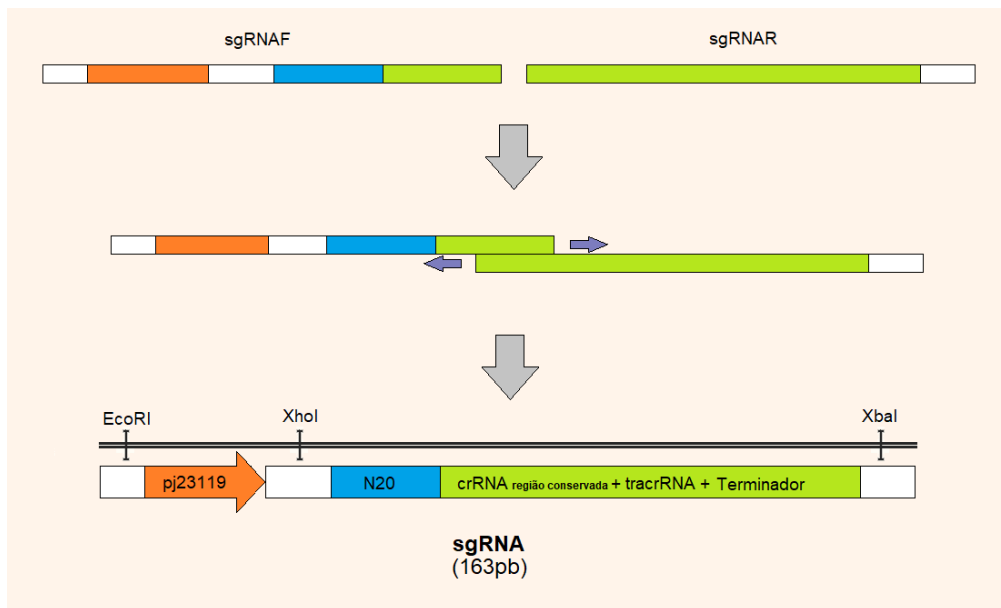 sgRNAF
sgRNAR
EcoRI
XhoI
XbaI
pj23119
N20
crRNA região conservada + tracrRNA + Terminador
sgRNA
(163pb)